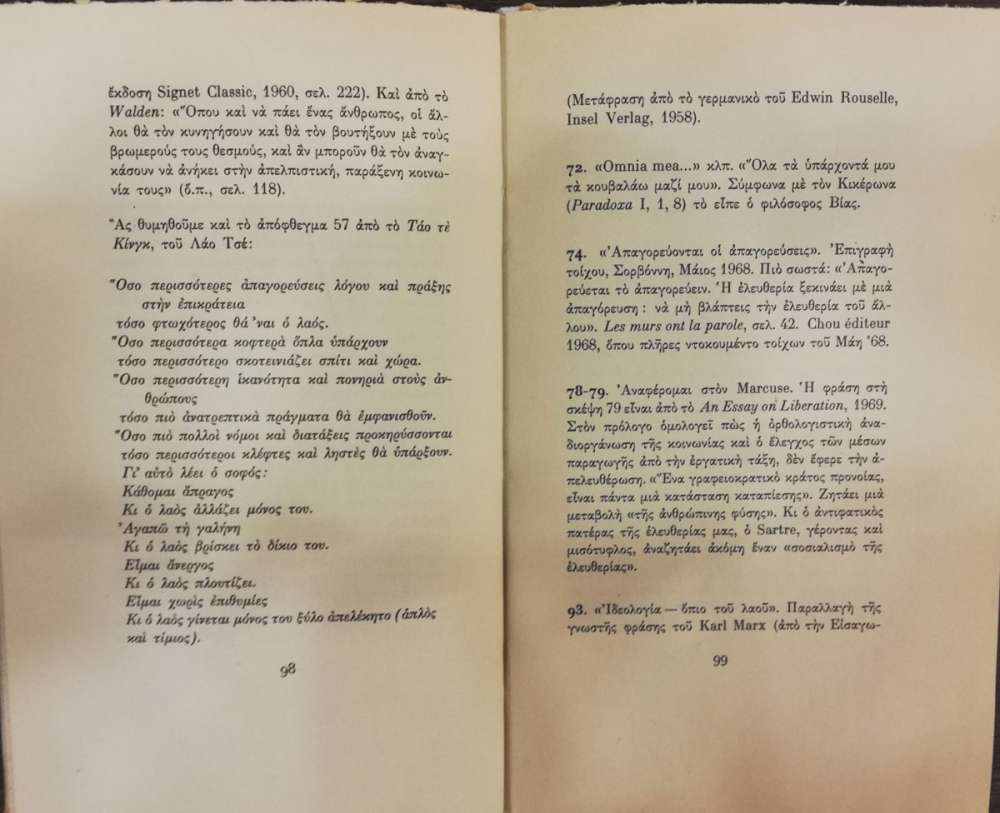 ἔκδοση Signet Classic, 1960, σελ. 222). Καὶ ἀπὸ τὸ
Walden: «Ὅπου καὶ νὰ πάει ἕνας ἄνθρωπος, οἱ ἄλ-
λοι θὰ τὸν κυνηγήσουν καὶ θὰ τὸν βουτήξουν μὲ τοὺς
βρωμερούς τους θεσμούς, καὶ ἂν μποροῦν θὰ τὸν ἀναγ-
κάσουν νὰ ἀνήκει στὴν ἀπελπιστική, παράξενη κοινω-
νία τους» (ὅ.π., σελ. 118).
Ἂς θυμηθοῦμε καὶ τὸ ἀπόφθεγμα 57 ἀπὸ τὸ Τάο τὲ
Κίνγκ, τοῦ Λάο Τσέ:
Ὅσο περισσότερες ἀπαγορεύσεις λόγου καὶ πράξης
στὴν ἐπικράτεια
τόσο φτωχότερος θά ’ναι ὁ λαός.
Ὅσο περισσότερα κοφτερὰ ὅπλα ὑπάρχουν
τόσο περισσότερο σκοτεινιάζει σπίτι καὶ χώρα.
Ὅσο περισσότερη ἱκανότητα καὶ πονηριὰ στοὺς ἀν-
θρώπους
τόσο πιὸ ἀνατρεπτικὰ πράγματα θὰ ἐμφανισθοῦν.
Ὅσο πιὸ πολλοὶ νόμοι καὶ διατάξεις προκηρύσσονται
τόσο περισσότεροι κλέφτες καὶ ληστὲς θὰ ὑπάρξουν.
Γι’ αὐτὸ λέει ὁ σοφός:
Κάθομαι ἄπραγος
Κι ὁ λαὸς ἀλλάζει μόνος του.
Ἀγαπῶ τὴ γαλήνη
Κι ὁ λαὸς βρίσκει τὸ δίκιο του.
Εἶμαι ἄνεργος
Κι ὁ λαὸς πλουτίζει.
Εἶμαι χωρὶς ἐπιθυμίες
Κι ὁ λαὸς γίνεται μόνος του ξύλο ἀπελέκητο (ἁπλὸς
καὶ τίμιος).
98
(Μετάφραση ἀπὸ τὸ γερμανικὸ τοῦ Edwin Rouselle,
Insel Verlag, 1958).
72. «Omnia mea...» κλπ. «Ὅλα τὰ ὑπάρχοντά μου
τὰ κουβαλάω μαζί μου». Σύμφωνα μὲ τὸν Κικέρωνα
(Paradoxa I, 1, 8) τὸ εἶπε ὁ φιλόσοφος Βίας.
74. «Ἀπαγορεύονται οἱ ἀπαγορεύσεις». Ἐπιγραφὴ
τοίχου, Σορβόννη, Μάιος 1968. Πιὸ σωστά: «Ἀπαγο-
ρεύεται τὸ ἀπαγορεύειν. Ἡ ἐλευθερία ξεκινάει μὲ μιὰ
ἀπαγόρευση: νὰ μὴ βλάπτεις τὴν ἐλευθερία τοῦ ἄλ-
λου». Les murs ont la parole, σελ. 42. Chou éditeur
1968, ὅπου πλῆρες ντοκουμέντο τοίχων τοῦ Μάη ’68.
78-79. Ἀναφέρομαι στὸν Marcuse. Ἡ φράση στὴ
σκέψη 79 εἶναι ἀπὸ τὸ An Essay on Liberation, 1969.
Στὸν πρόλογο ὁμολογεῖ πὼς ἡ ὀρθολογιστικὴ ἀνα-
διοργάνωση τῆς κοινωνίας καὶ ὁ ἔλεγχος τῶν μέσων
παραγωγῆς ἀπὸ τὴν ἐργατικὴ τάξη, δὲν ἔφερε τὴν ἀ-
πελευθέρωση. «Ἕνα γραφειοκρατικὸ κράτος προνοίας,
εἶναι πάντα μιὰ κατάσταση καταπίεσης». Ζητάει μιὰ
μεταβολὴ «τῆς ἀνθρώπινης φύσης». Κι ὁ ἀντιφατικὸς
πατέρας τῆς ἐλευθερίας μας, ὁ Sartre, γέροντας καὶ
μισότυφλος, ἀναζητάει ἀκόμη ἕναν «σοσιαλισμὸ τῆς
ἐλευθερίας».
93. «Ἰδεολογία — ὄπιο τοῦ λαοῦ». Παραλλαγὴ τῆς
γνωστῆς φράσης τοῦ Karl Marx (ἀπὸ τὴν Εἰσαγω-
99